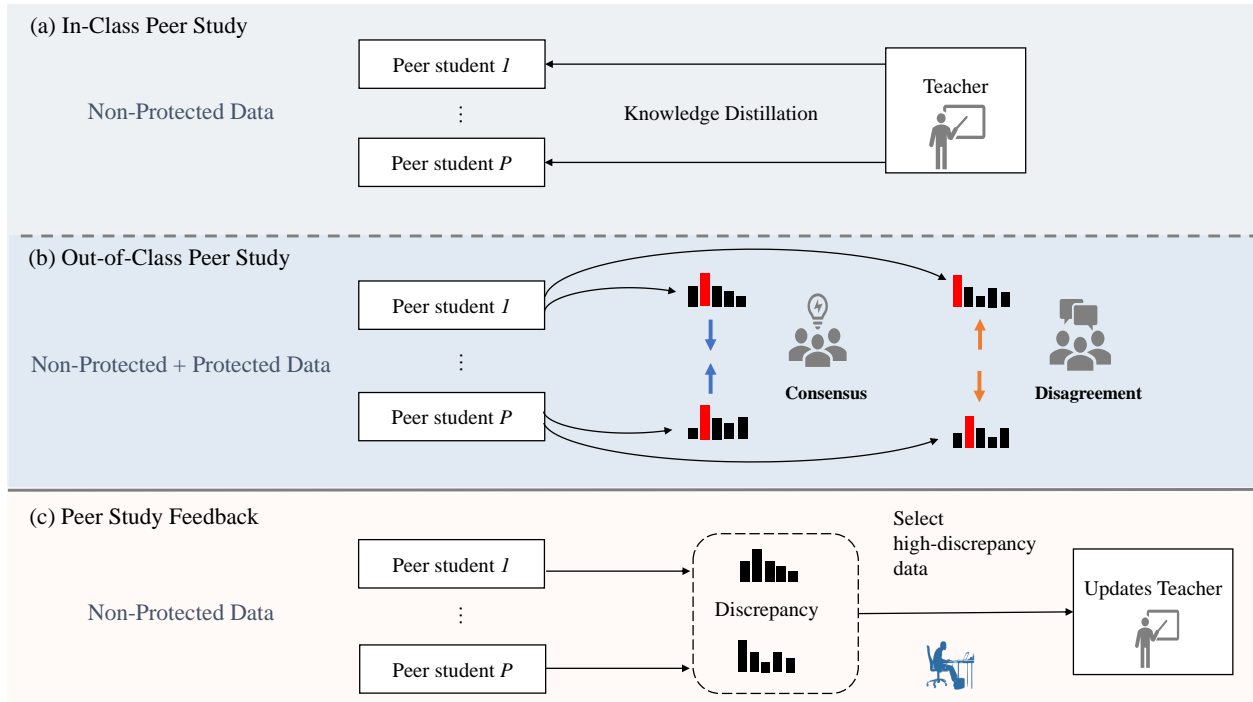 (a) In-Class Peer Study
Non-Protected Data
Peer student 1
⋮
Peer student P
Knowledge Distillation
Teacher
(b) Out-of-Class Peer Study
Non-Protected + Protected Data
Peer student 1
⋮
Peer student P
Consensus
Disagreement
(c) Peer Study Feedback
Non-Protected Data
Peer student 1
⋮
Peer student P
Discrepancy
Select
high-discrepancy
data
Updates Teacher